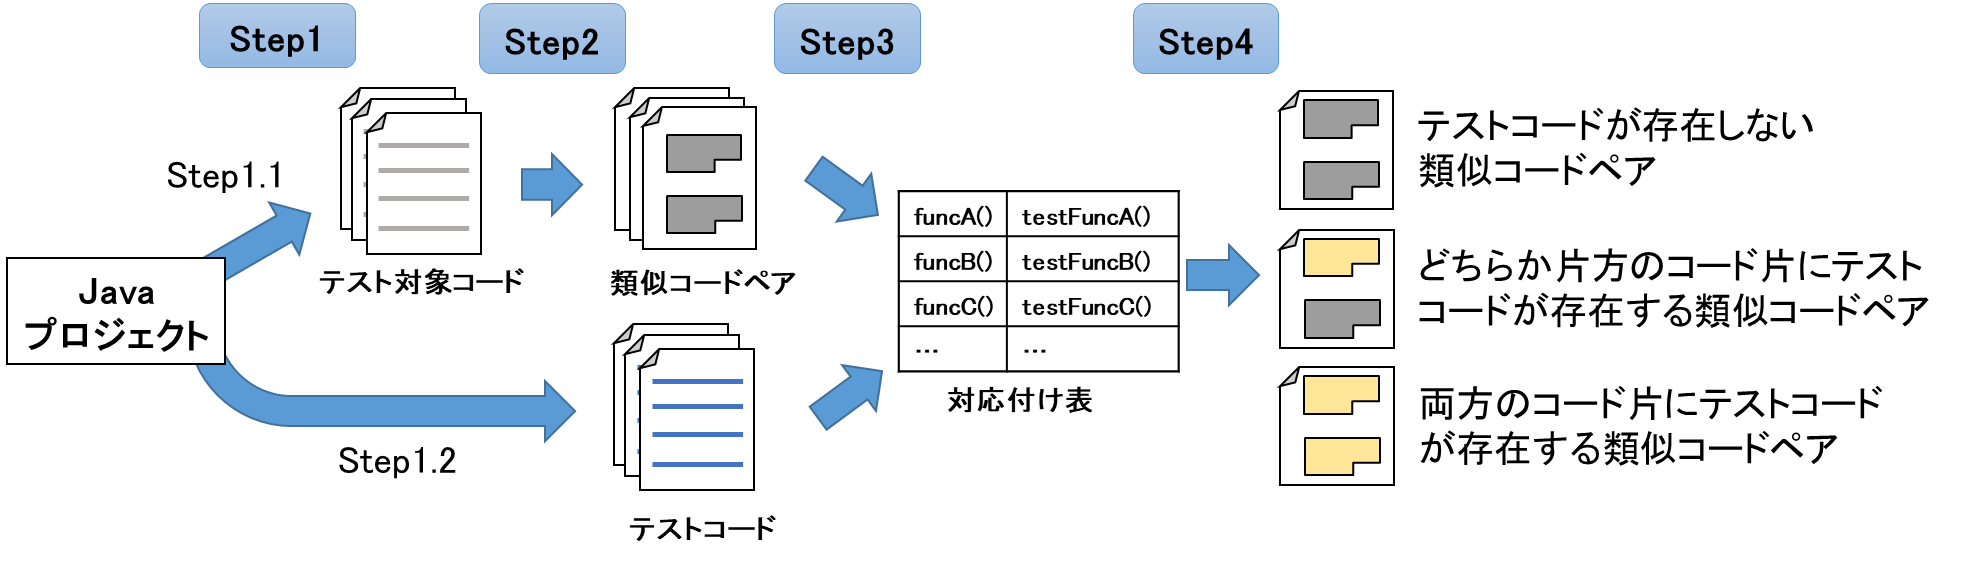 Step1
Step2
Step3
Step4
Step1.1
Java
プロジェクト
Step1.2
テスト対象コード
類似コードペア
テストコード
funcA() testFuncA()
funcB() testFuncB()
funcC() testFuncC()
… …
対応付け表
テストコードが存在しない
類似コードペア
どちらか片方のコード片にテスト
コードが存在する類似コードペア
両方のコード片にテストコード
が存在する類似コードペア